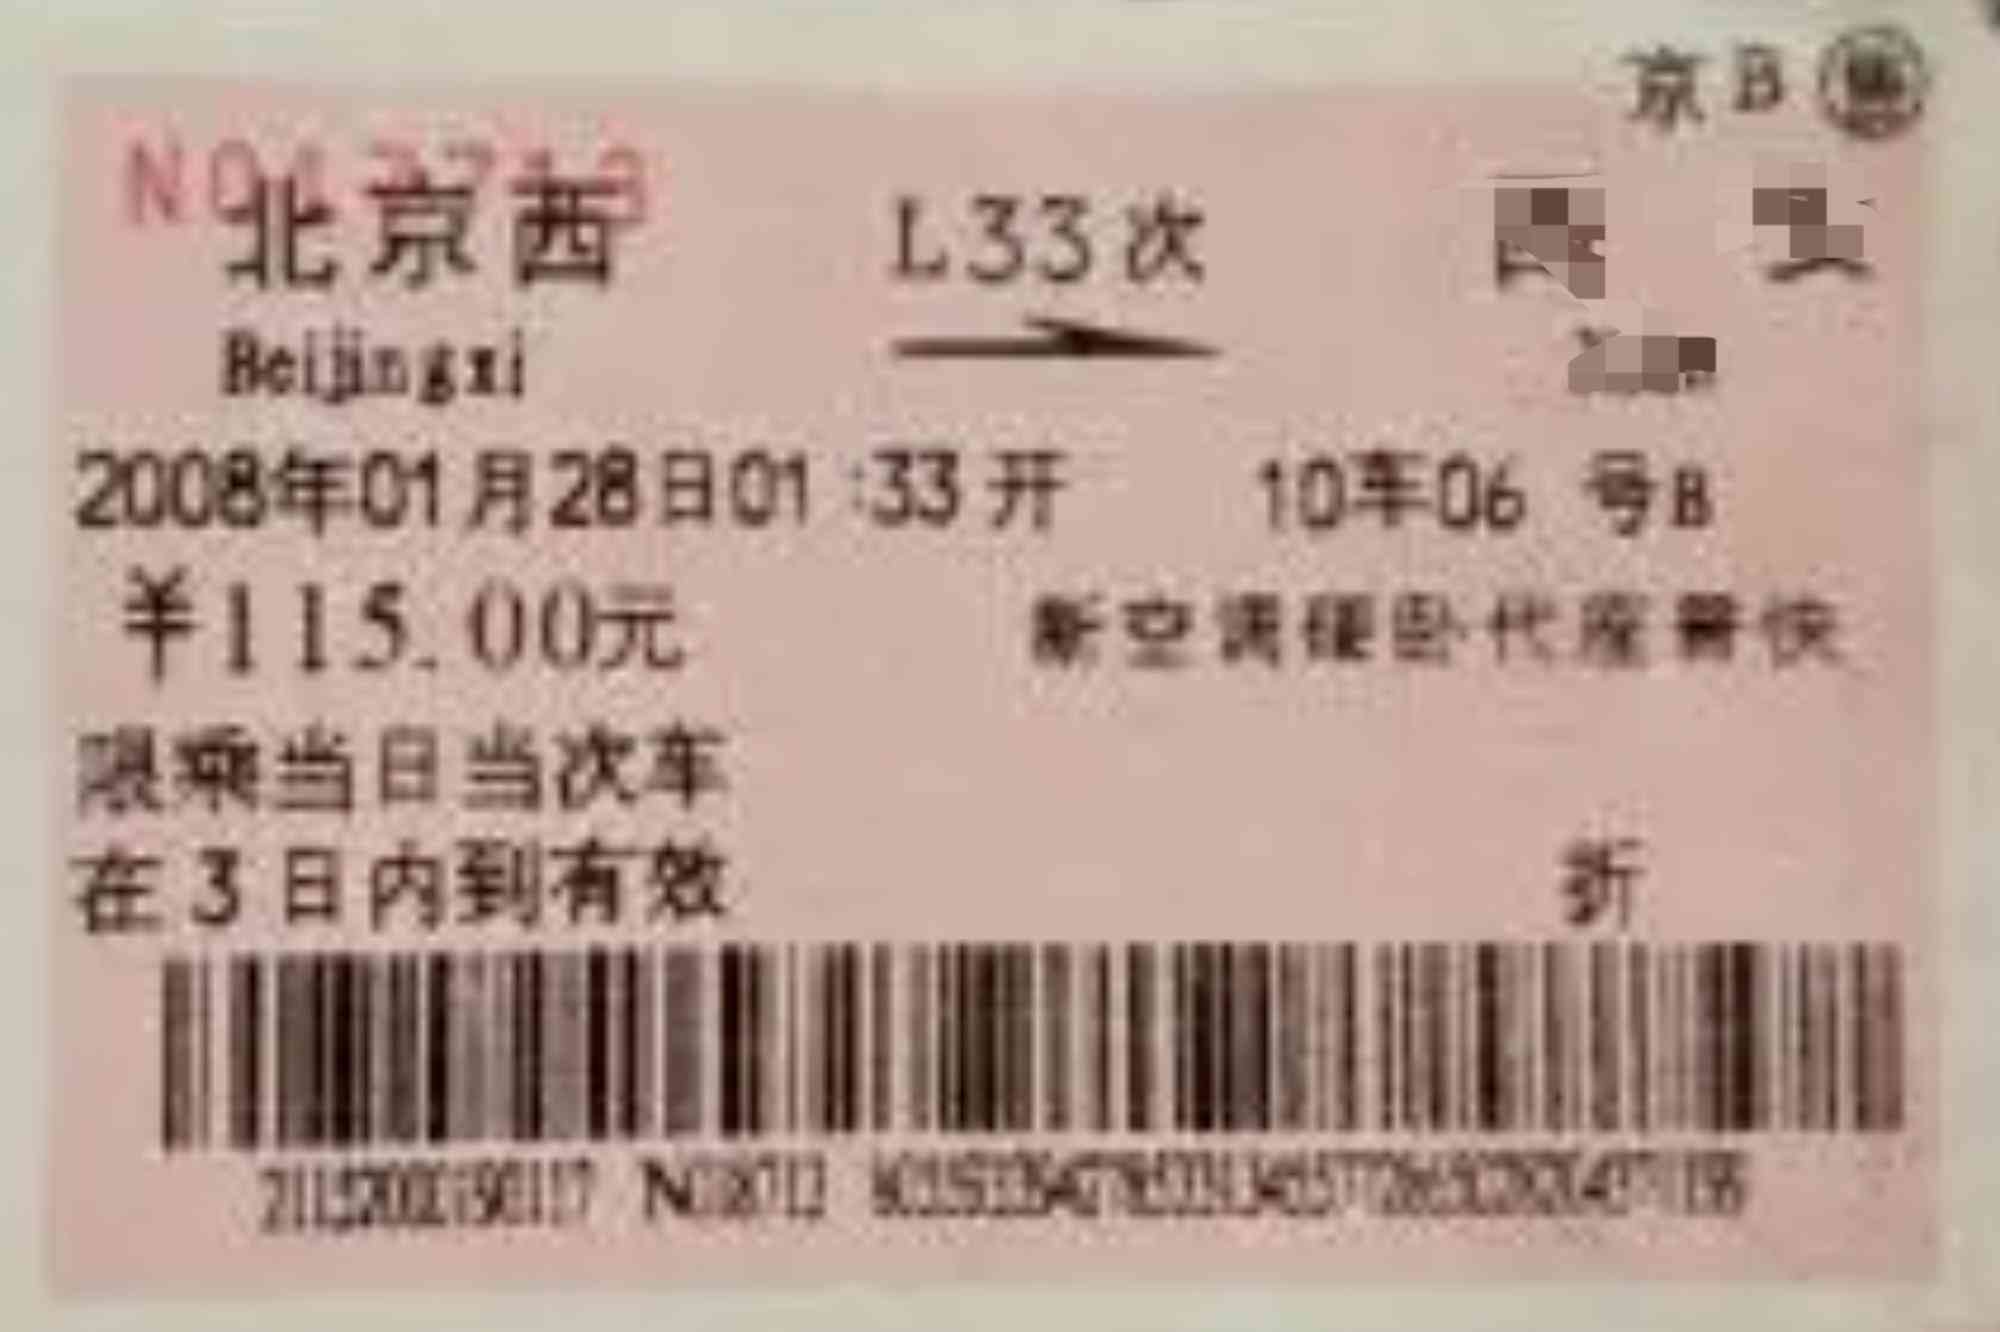 京B
北京西 L33次
Beijingxi
2008年01月28日01:33开 10车06号B
¥115.00元 新空调硬卧代座普快
限乘当日当次车
在3日内到有效 折